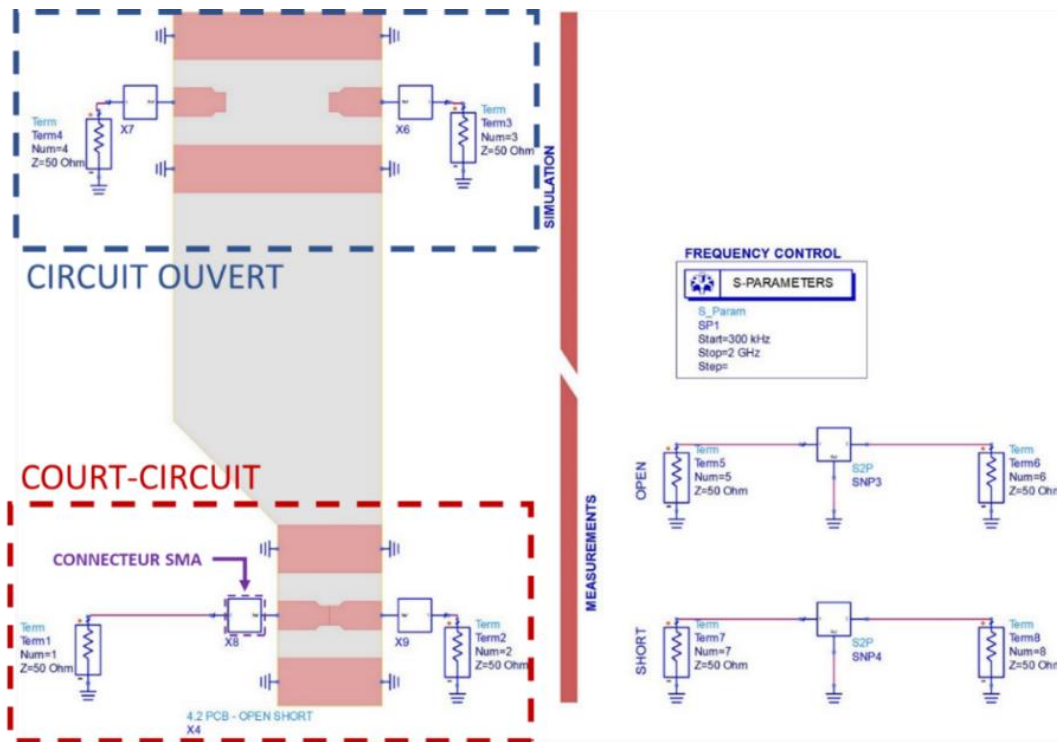 Term
Term4
Num=4
Z=50 Ohm
X7
X6
Term
Term3
Num=3
Z=50 Ohm
SIMULATION
CIRCUIT OUVERT
FREQUENCY CONTROL
S-PARAMETERS
S_Param
SP1
Start=300 kHz
Stop=2 GHz
Step=
OPEN
Term
Term5
Num=5
Z=50 Ohm
S2P
SNP3
Term
Term6
Num=6
Z=50 Ohm
COURT-CIRCUIT
CONNECTEUR SMA
Term
Term1
Num=1
Z=50 Ohm
X8
X9
Term
Term2
Num=2
Z=50 Ohm
4.2 PCB - OPEN SHORT
X4
MEASUREMENTS
SHORT
Term
Term7
Num=7
Z=50 Ohm
S2P
SNP4
Term
Term8
Num=8
Z=50 Ohm